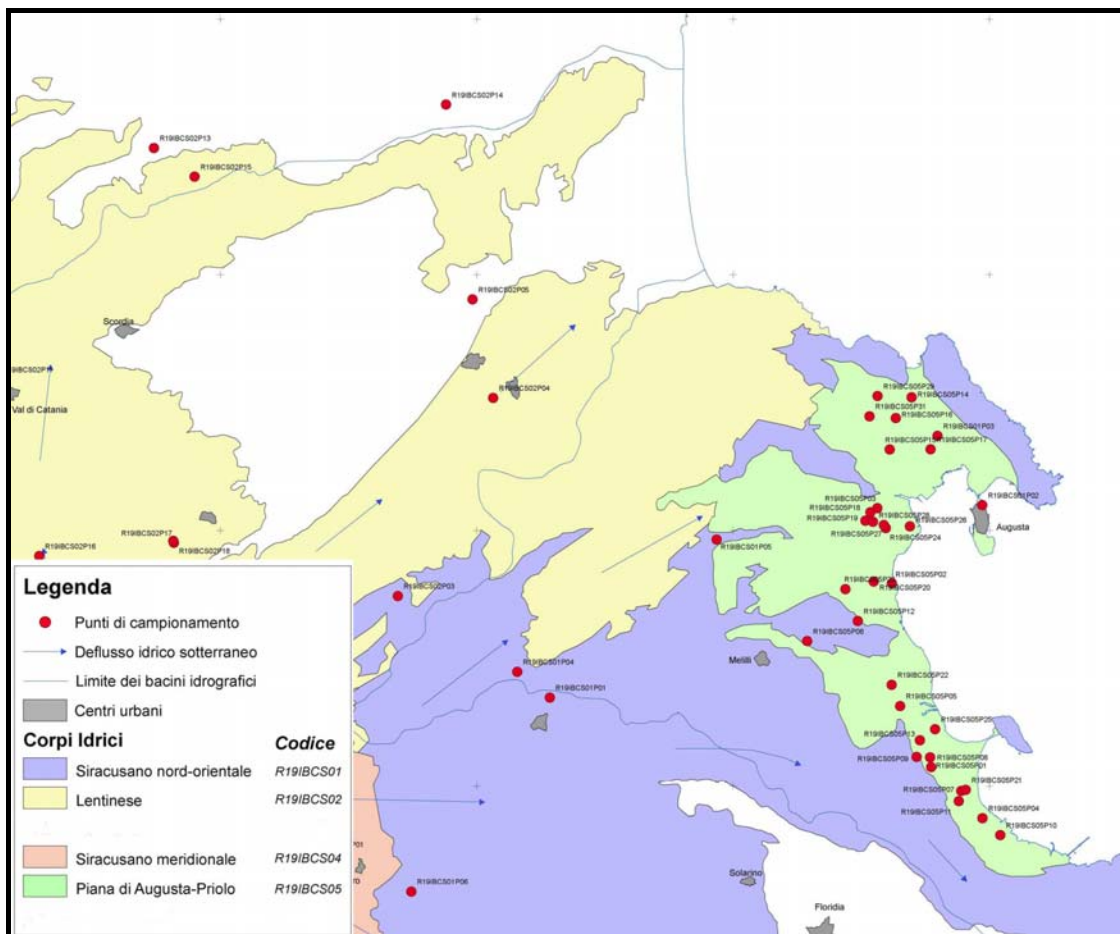 R19IBCS02P14
R19IBCS02P13
R19IBCS02P15
R19IBCS02P05
Scordia
R19IBCS02P04
Val di Catania
R19IBCS05P29
R19IBCS05P14
R19IBCS05P31
R19IBCS05P16
R19IBCS01P03
R19IBCS05P17
R19IBCS01P02
Augusta
R19IBCS05P03
R19IBCS05P18
R19IBCS05P28
R19IBCS05P19
R19IBCS05P26
R19IBCS05P27
R19IBCS05P24
R19IBCS02P17
R19IBCS02P18
R19IBCS02P16
R19IBCS01P05
R19IBCS02P03
R19IBCS05P02
R19IBCS05P20
R19IBCS05P12
R19IBCS05P06
Melilli
R19IBCS01P04
R19IBCS01P01
R19IBCS05P22
R19IBCS05P05
R19IBCS05P25
R19IBCS05P13
R19IBCS05P09
R19IBCS05P08
R19IBCS05P01
R19IBCS05P21
R19IBCS05P07
R19IBCS05P11
R19IBCS05P04
R19IBCS05P10
R19IBCS01P06
Solarino
Floridia
Legenda
Punti di campionamento
Deflusso idrico sotterraneo
Limite dei bacini idrografici
Centri urbani
Corpi Idrici Codice
Siracusano nord-orientale R19IBCS01
Lentinese R19IBCS02
Siracusano meridionale R19IBCS04
Piana di Augusta-Priolo R19IBCS05